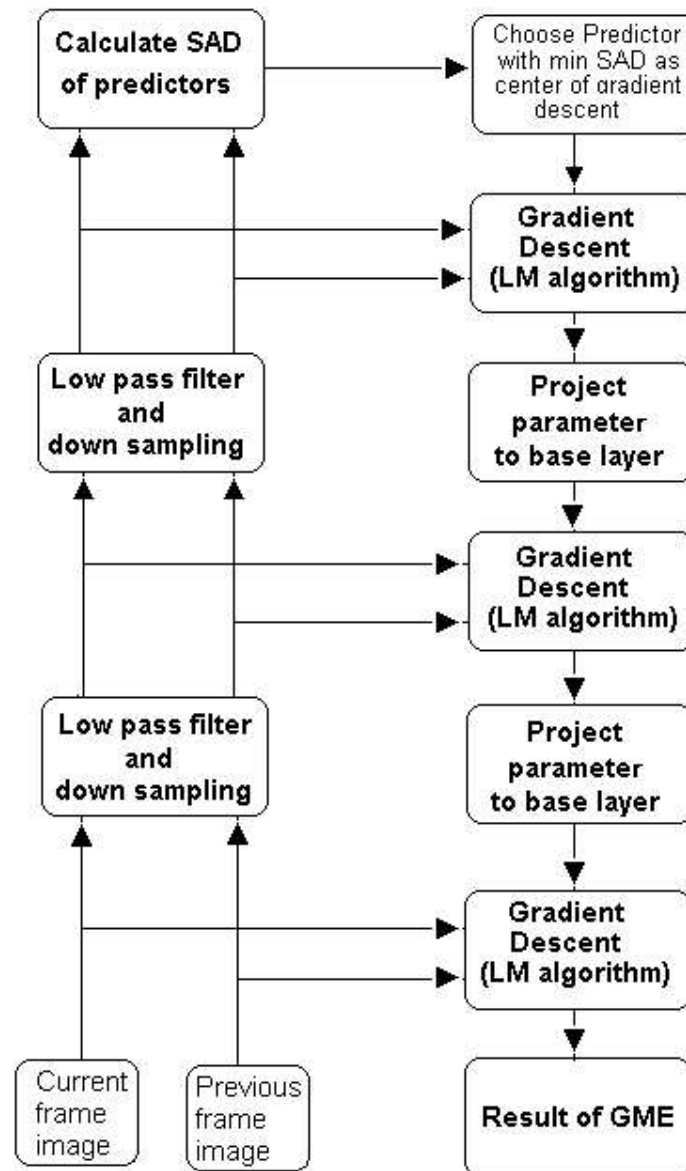 Calculate SAD
of predictors
Choose Predictor
with min SAD as
center of gradient
descent
Gradient
Descent
(LM algorithm)
Low pass filter
and
down sampling
Project
parameter
to base layer
Gradient
Descent
(LM algorithm)
Low pass filter
and
down sampling
Project
parameter
to base layer
Gradient
Descent
(LM algorithm)
Current
frame
image
Previous
frame
image
Result of GME